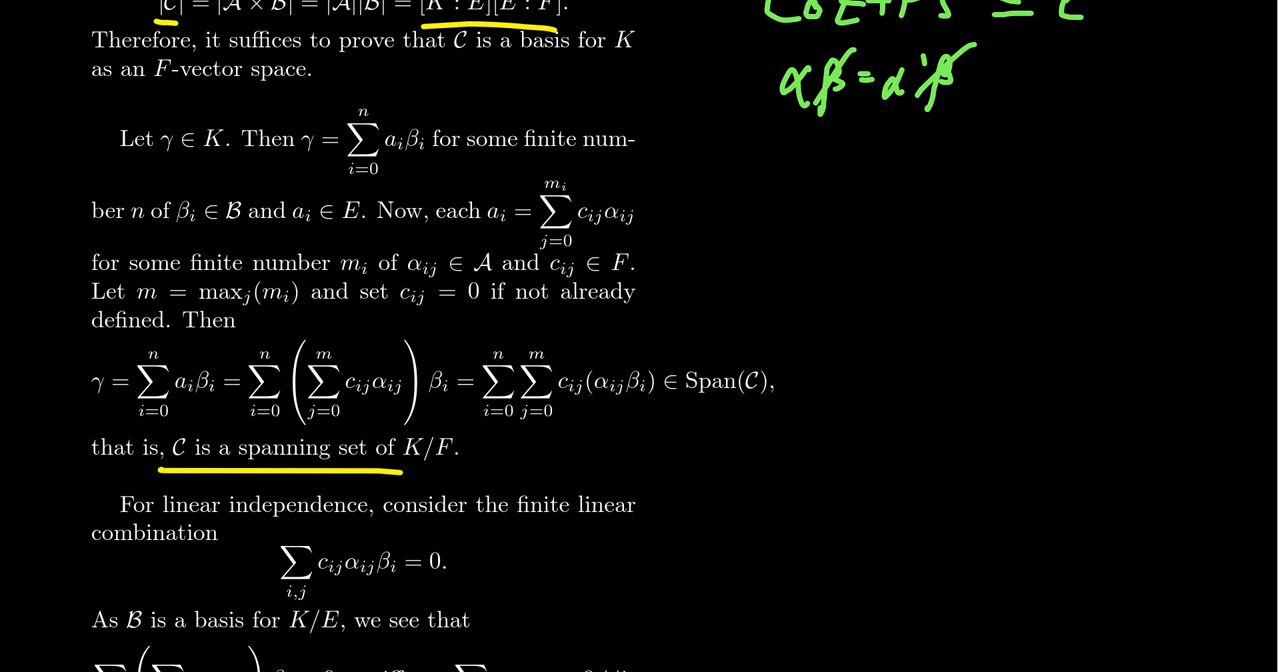 |C| = |A × B| = |A||B| = [K : E][E : F].
Therefore, it suffices to prove that C is a basis for K
as an F-vector space.
αβ = α'β
Let γ ∈ K. Then γ = ∑_{i=0}^{n} a_iβ_i for some finite num-
ber n of β_i ∈ B and a_i ∈ E. Now, each a_i = ∑_{j=0}^{m_i} c_{ij}α_{ij}
for some finite number m_i of α_{ij} ∈ A and c_{ij} ∈ F.
Let m = max_j(m_i) and set c_{ij} = 0 if not already
defined. Then
γ = ∑_{i=0}^{n} a_iβ_i = ∑_{i=0}^{n} (∑_{j=0}^{m} c_{ij}α_{ij}) β_i = ∑_{i=0}^{n} ∑_{j=0}^{m} c_{ij}(α_{ij}β_i) ∈ Span(C),
that is, C is a spanning set of K/F.
For linear independence, consider the finite linear
combination
∑_{i,j} c_{ij}α_{ij}β_i = 0.
As B is a basis for K/E, we see that